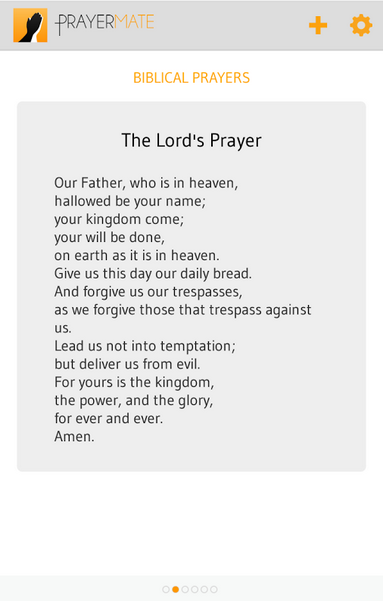 PRAYERMATE
BIBLICAL PRAYERS
The Lord's Prayer
Our Father, who is in heaven,
hallowed be your name;
your kingdom come;
your will be done,
on earth as it is in heaven.
Give us this day our daily bread.
And forgive us our trespasses,
as we forgive those that trespass against
us.
Lead us not into temptation;
but deliver us from evil.
For yours is the kingdom,
the power, and the glory,
for ever and ever.
Amen.